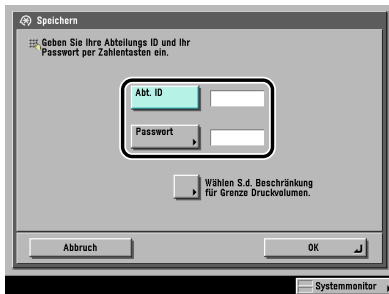 Speichern
Geben Sie Ihre Abteilungs ID und Ihr
Passwort per Zahlentasten ein.
Abt. ID
Passwort
Wählen S.d. Beschränkung
für Grenze Druckvolumen.
Abbruch
OK
Systemmonitor